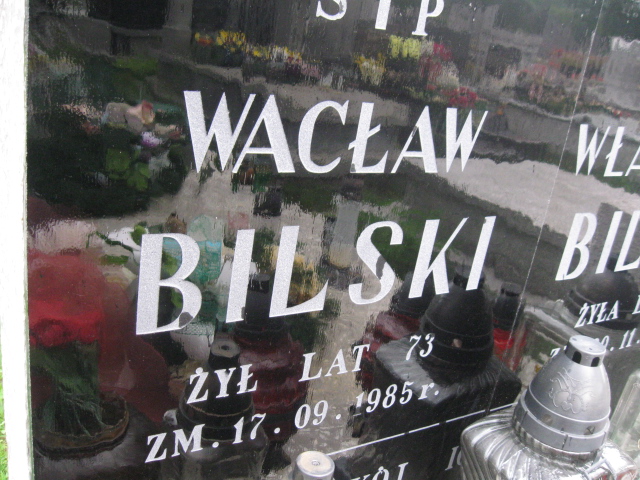 ŚP
WACŁAW
BILSKI
ŻYŁ LAT 73
ZM. 17.09.1985 r.
WŁA
BIL
ŻYŁA